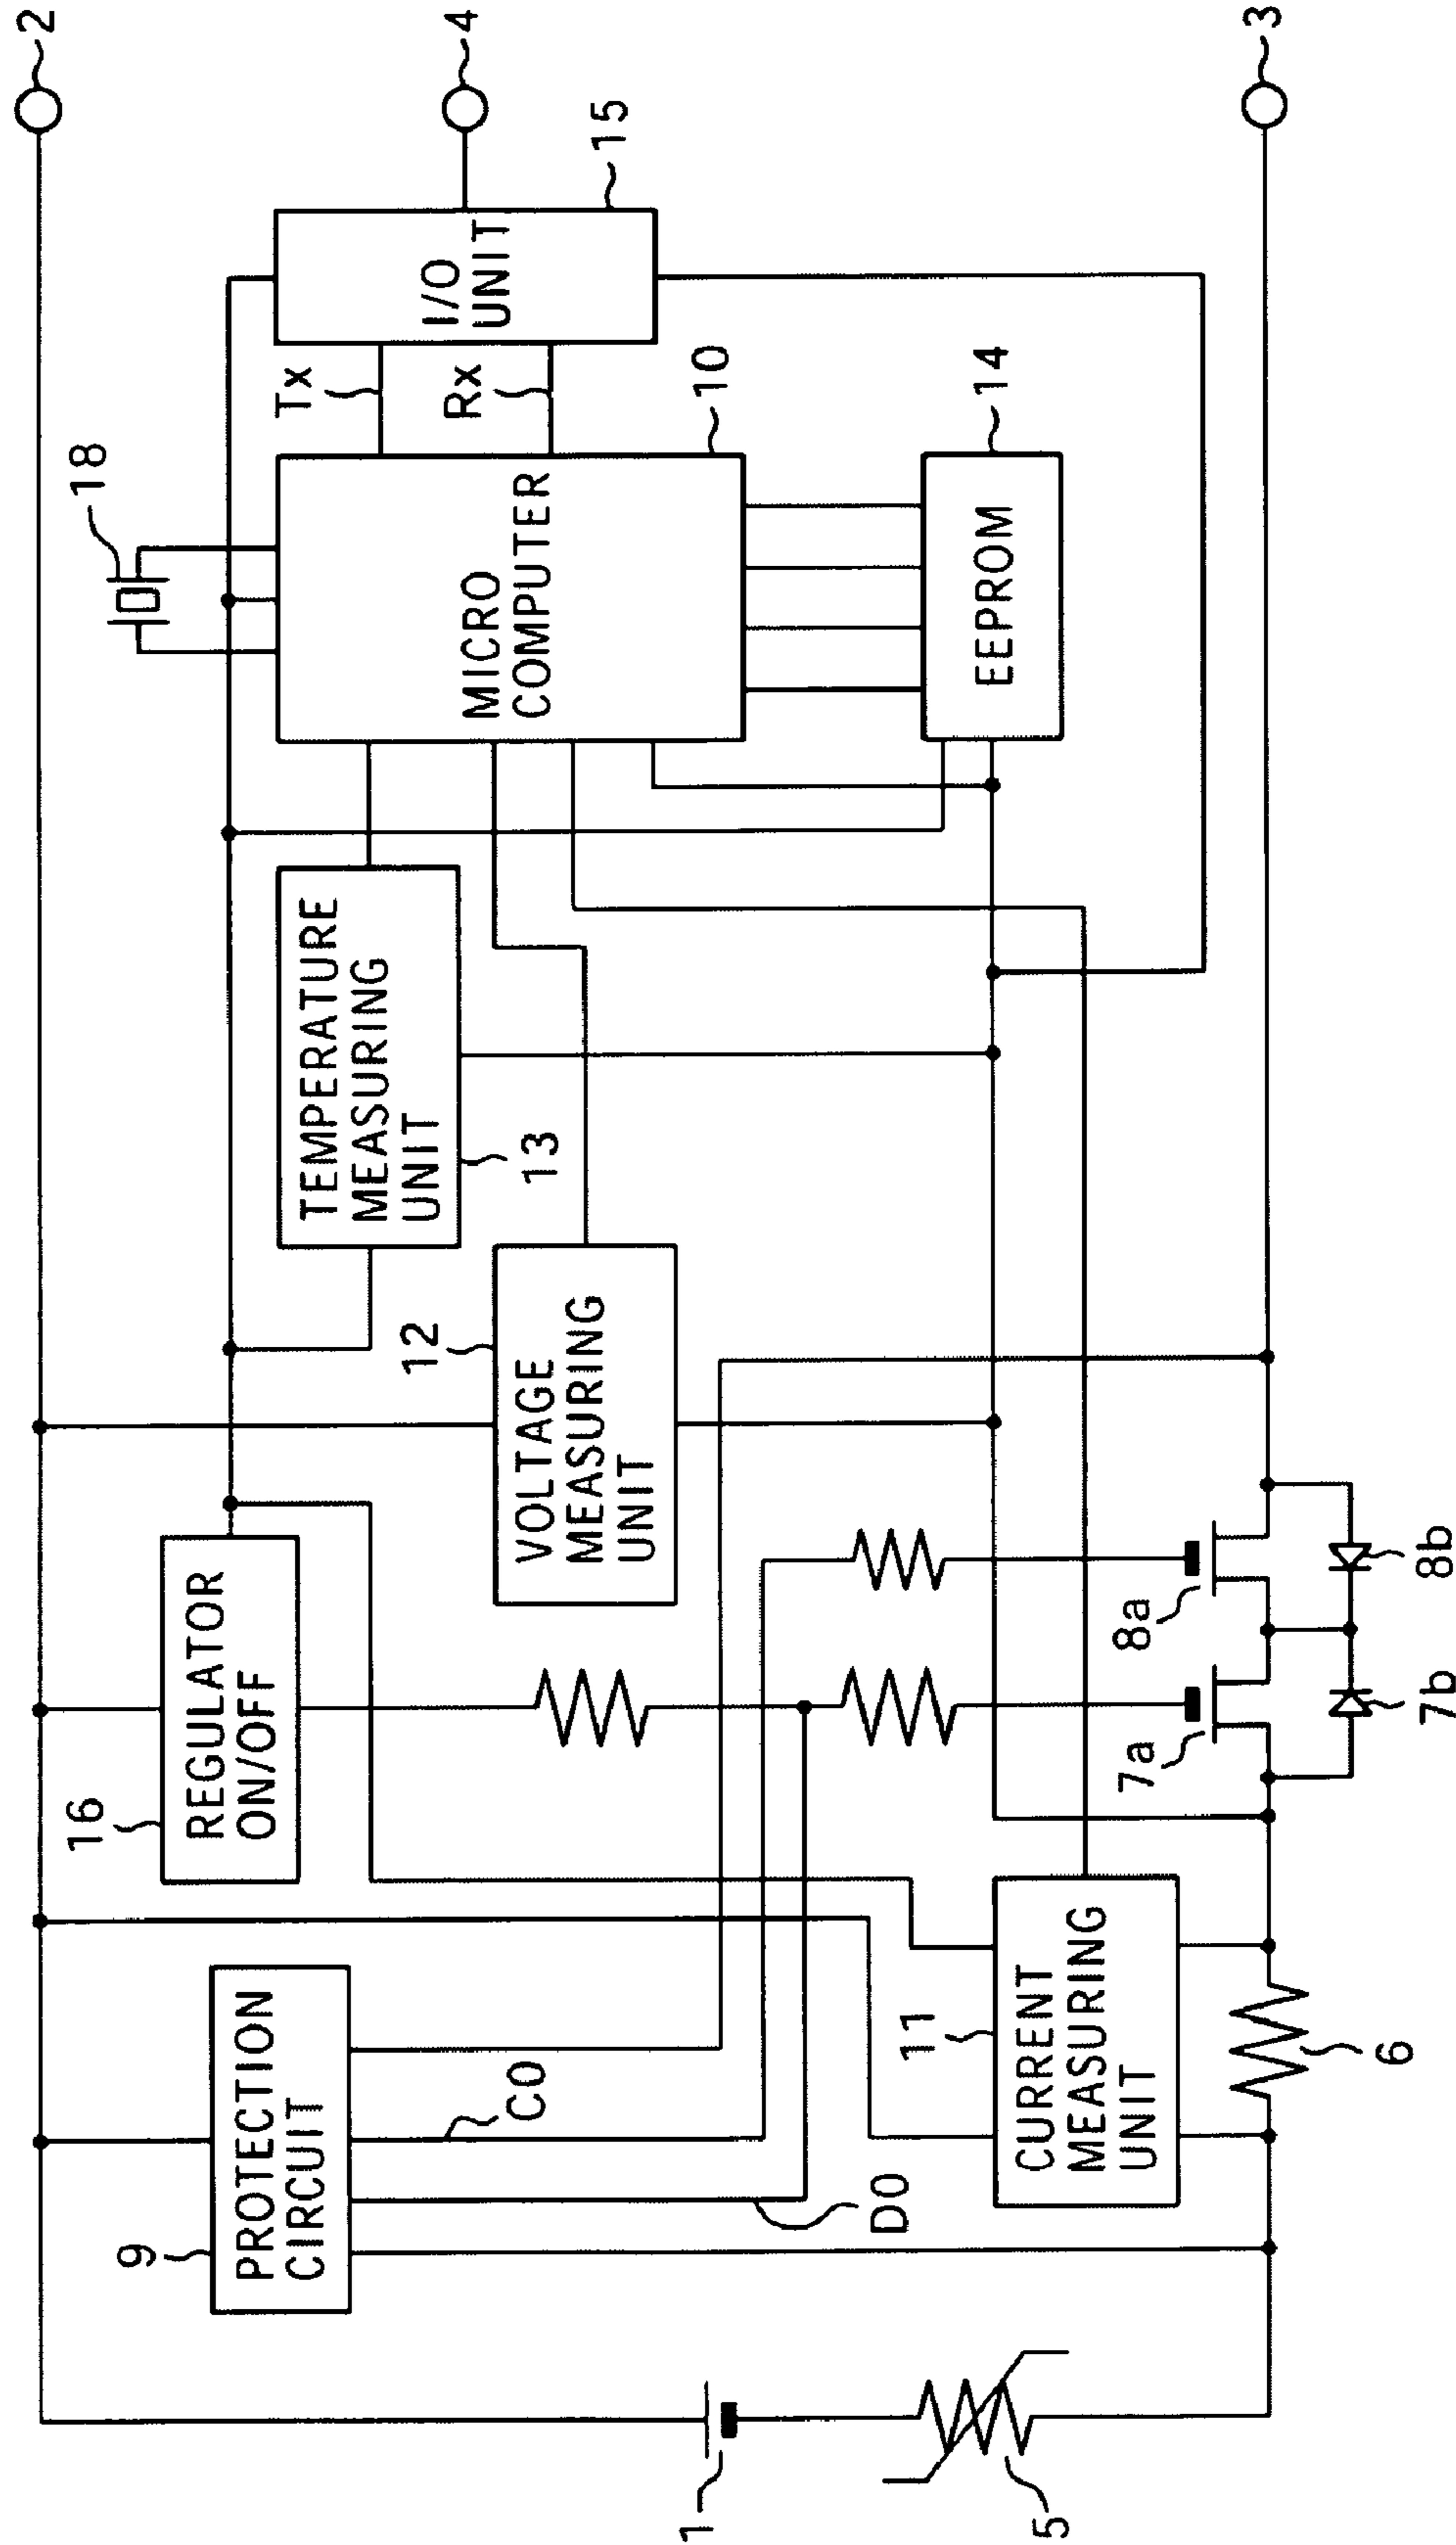 2
4
3
18
15
I/O
UNIT
Tx
Rx
10
14
MICRO
COMPUTER
EEPROM
TEMPERATURE
MEASURING
UNIT
13
12
VOLTAGE
MEASURING
UNIT
16
REGULATOR
ON/OFF
8a
8b
7a
7b
9
PROTECTION
CIRCUIT
CO
DO
11
CURRENT
MEASURING
UNIT
6
1
5